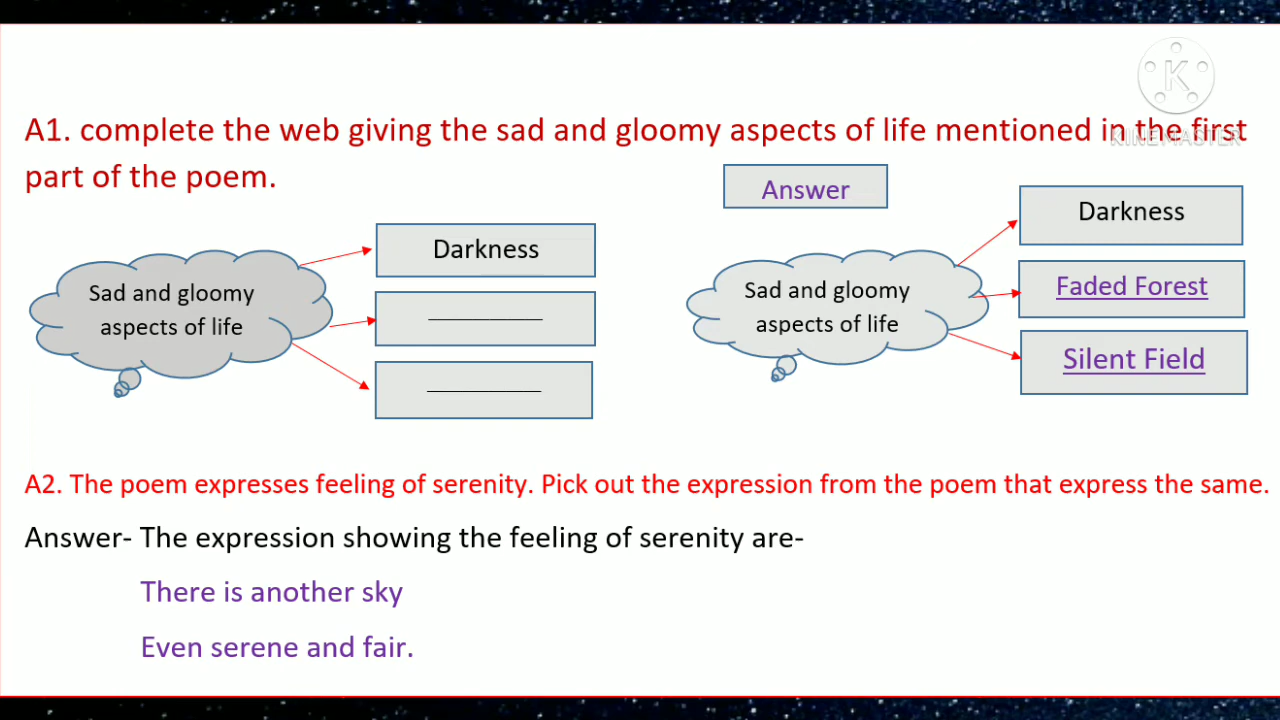 K
KINEMASTER
A1. complete the web giving the sad and gloomy aspects of life mentioned in the first
part of the poem.
Answer
Sad and gloomy
aspects of life
Darkness
Sad and gloomy
aspects of life
Darkness
Faded Forest
Silent Field
A2. The poem expresses feeling of serenity. Pick out the expression from the poem that express the same.
Answer- The expression showing the feeling of serenity are-
There is another sky
Even serene and fair.